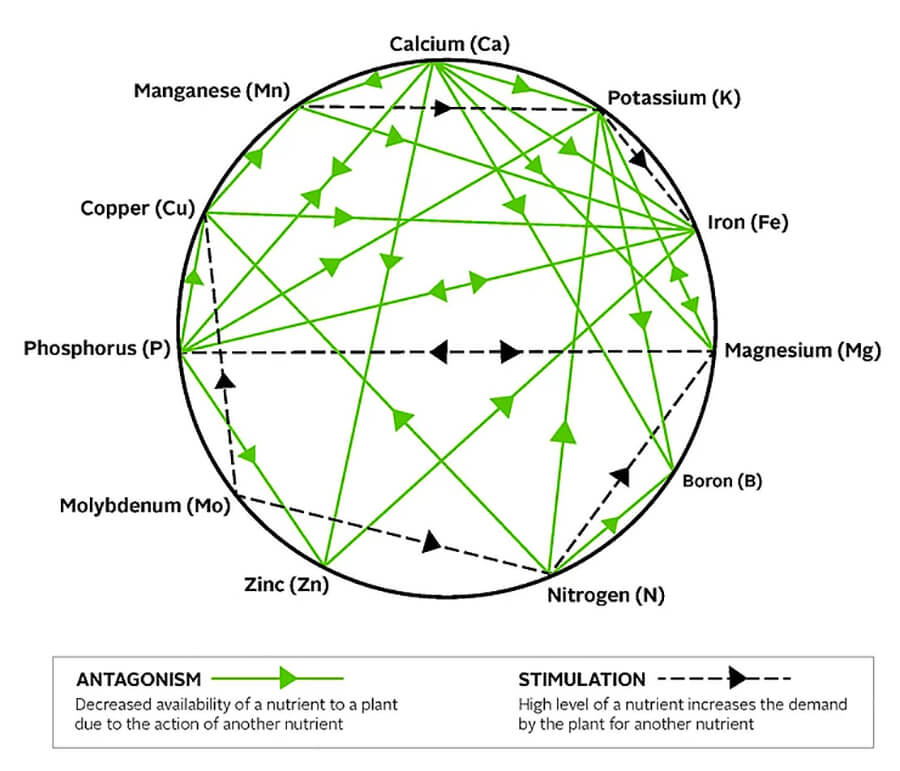 Calcium (Ca)
Manganese (Mn)
Potassium (K)
Copper (Cu)
Iron (Fe)
Phosphorus (P)
Magnesium (Mg)
Boron (B)
Molybdenum (Mo)
Zinc (Zn)
Nitrogen (N)
ANTAGONISM
Decreased availability of a nutrient to a plant
due to the action of another nutrient
STIMULATION
High level of a nutrient increases the demand
by the plant for another nutrient